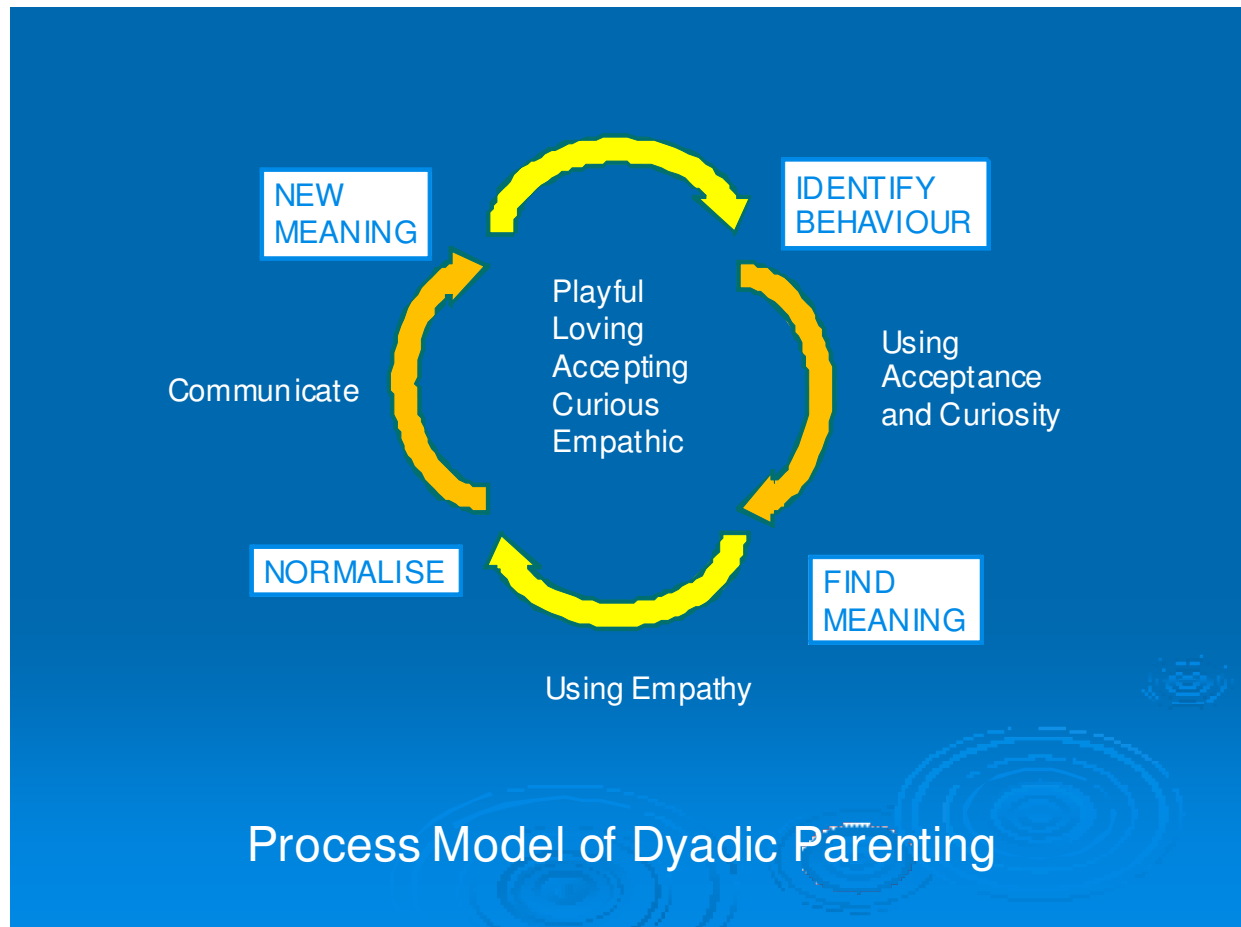 NEW
MEANING
IDENTIFY
BEHAVIOUR
Playful
Loving
Accepting
Curious
Empathic
Using
Acceptance
and Curiosity
Communicate
NORMALISE
FIND
MEANING
Using Empathy
Process Model of Dyadic Parenting